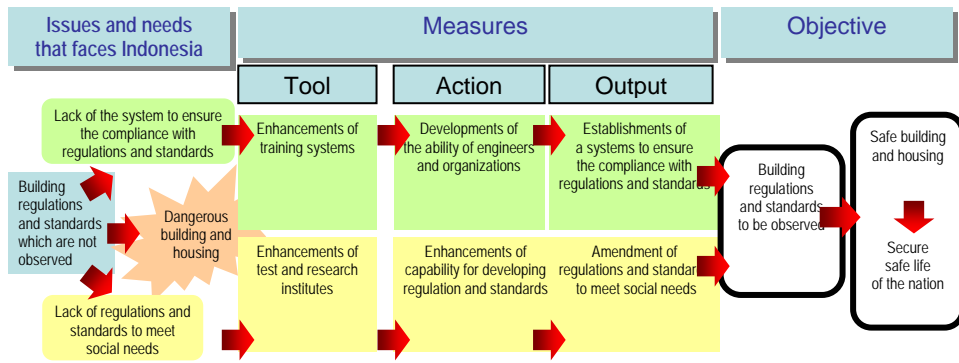 Issues and needs
that faces Indonesia
Measures
Objective
Tool
Action
Output
Lack of the system to ensure
the compliance with
regulations and standards
Building
regulations
and standards
which are not
observed
Dangerous
building and
housing
Lack of regulations and
standards to meet
social needs
Enhancements of
training systems
Developments of
the ability of engineers
and organizations
Establishments of
a systems to ensure
the compliance with
regulations and standards
Enhancements of
test and research
institutes
Enhancements of
capability for developing
regulation and standards
Amendment of
regulations and standards
to meet social needs
Building
regulations
and standards
to be observed
Safe building
and housing
Secure
safe life
of the nation